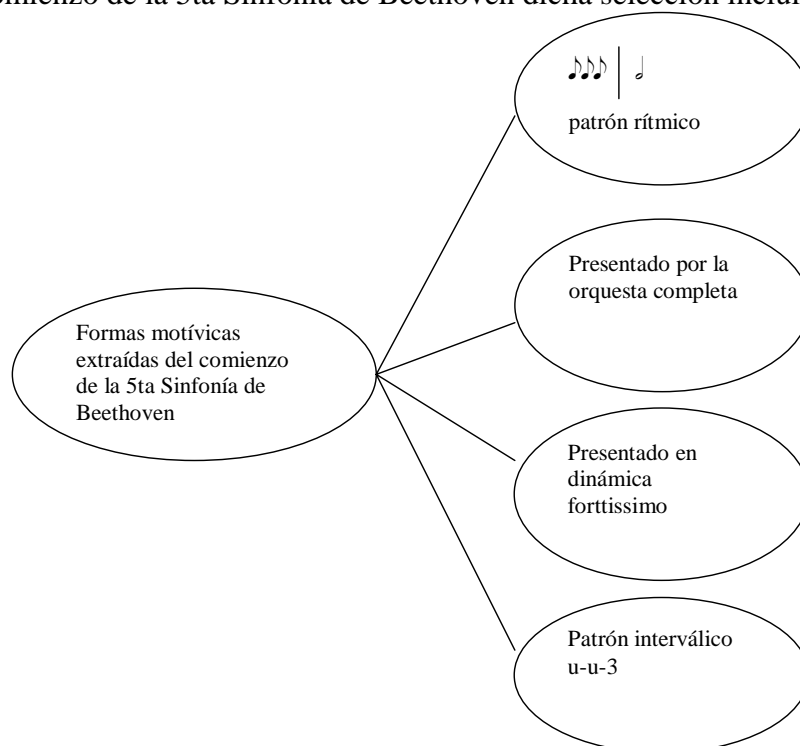 comienzo de la 5ta Sinfonía de Beethoven dicha selección incluir
patrón rítmico
Presentado por la
orquesta completa
Formas motívicas
extraídas del comienzo
de la 5ta Sinfonía de
Beethoven
Presentado en
dinámica
forttissimo
Patrón interválico
u-u-3